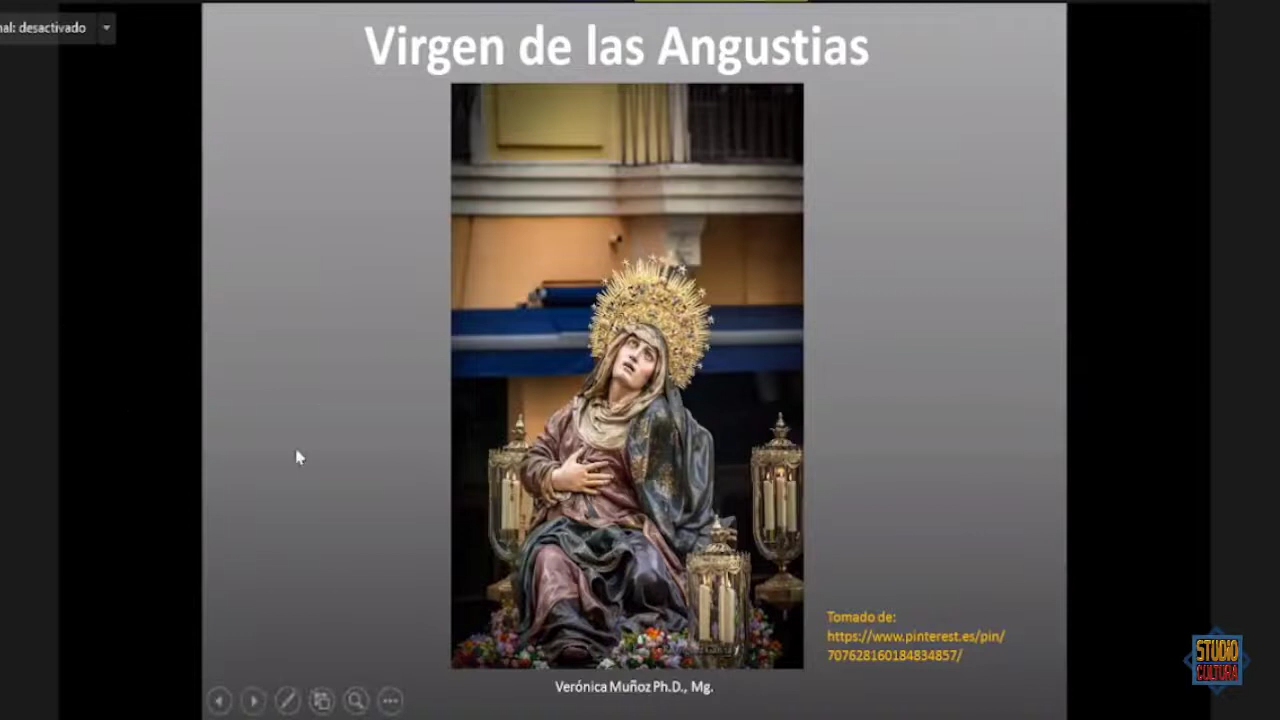 nal: desactivado
Virgen de las Angustias
Tomado de:
https://www.pinterest.es/pin/
707628160184834857/
Verónica Muñoz Ph.D., Mg.
STUDIO
CULTURA